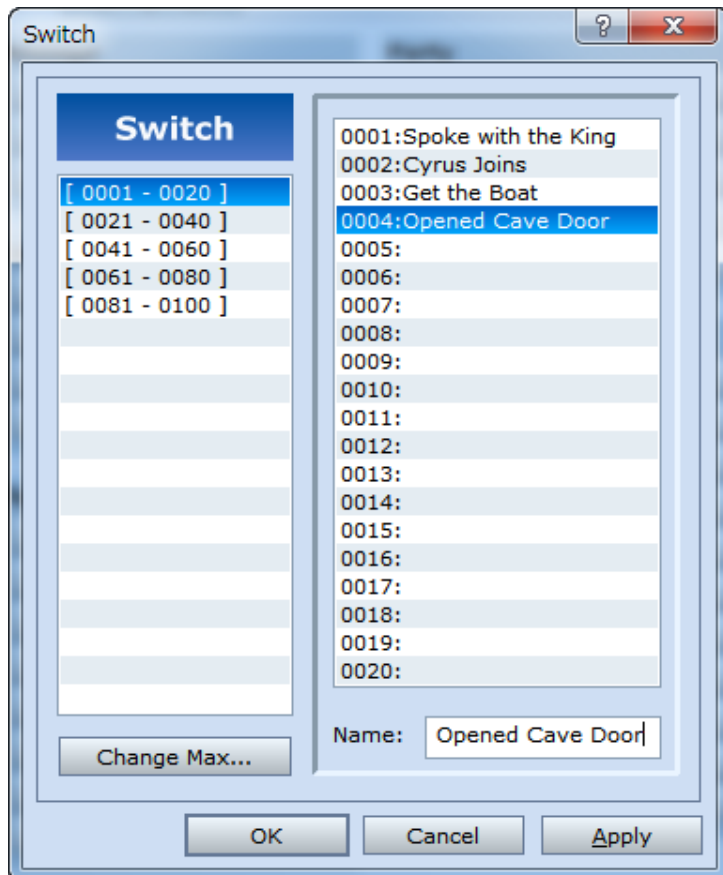 Switch
?
X
Switch
[ 0001 - 0020 ]
[ 0021 - 0040 ]
[ 0041 - 0060 ]
[ 0061 - 0080 ]
[ 0081 - 0100 ]
Change Max...
0001:Spoke with the King
0002:Cyrus Joins
0003:Get the Boat
0004:Opened Cave Door
0005:
0006:
0007:
0008:
0009:
0010:
0011:
0012:
0013:
0014:
0015:
0016:
0017:
0018:
0019:
0020:
Name: Opened Cave Door
OK Cancel Apply